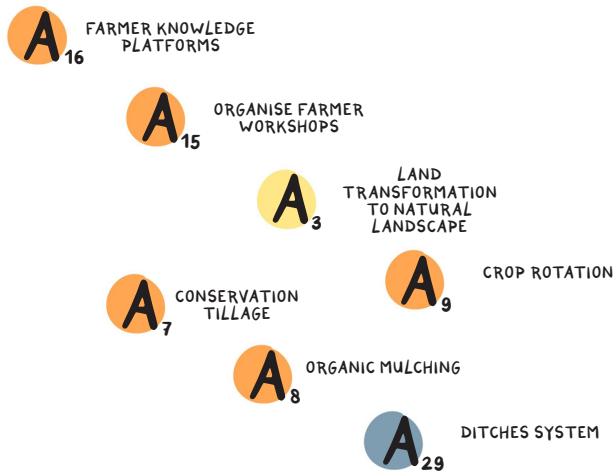 A16 FARMER KNOWLEDGE
PLATFORMS
A15 ORGANISE FARMER
WORKSHOPS
A3 LAND
TRANSFORMATION
TO NATURAL
LANDSCAPE
A9 CROP ROTATION
A7 CONSERVATION
TILLAGE
A8 ORGANIC MULCHING
A29 DITCHES SYSTEM